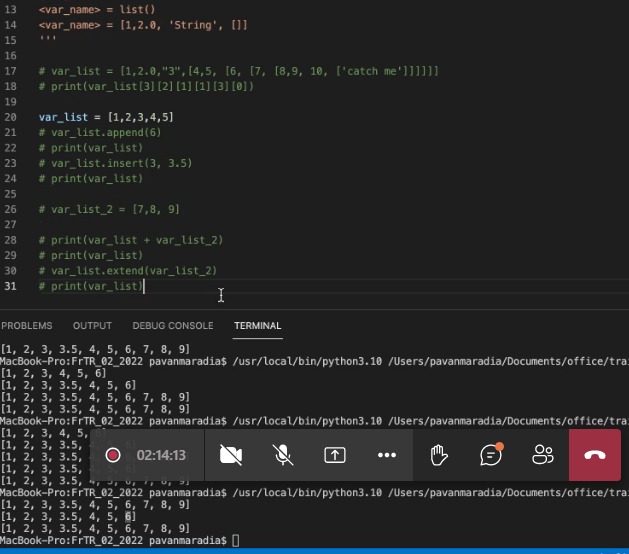 13 <var_name> = list()
14 <var_name> = [1,2.0, 'String', []]
15 '''
16
17 # var_list = [1,2.0,"3",[4,5, [6, [7, [8,9, 10, ['catch me']]]]]]
18 # print(var_list[3][2][1][1][3][0])
19
20 var_list = [1,2,3,4,5]
21 # var_list.append(6)
22 # print(var_list)
23 # var_list.insert(3, 3.5)
24 # print(var_list)
25
26 # var_list_2 = [7,8, 9]
27
28 # print(var_list + var_list_2)
29 # print(var_list)
30 # var_list.extend(var_list_2)
31 # print(var_list)
PROBLEMS OUTPUT DEBUG CONSOLE TERMINAL
[1, 2, 3, 3.5, 4, 5, 6, 7, 8, 9]
MacBook-Pro:FrTR_02_2022 pavanmaradia$ /usr/local/bin/python3.10 /Users/pavanmaradia/Documents/office/trai
[1, 2, 3, 4, 5, 6]
[1, 2, 3, 3.5, 4, 5, 6]
[1, 2, 3, 3.5, 4, 5, 6, 7, 8, 9]
[1, 2, 3, 3.5, 4, 5, 6, 7, 8, 9]
MacBook-Pro:FrTR_02_2022 pavanmaradia$ /usr/local/bin/python3.10 /Users/pavanmaradia/Documents/office/trai
[1, 2, 3, 4, 5,
[1, 2, 3, 3.5
[1, 2, 3, 3.5
[1, 2, 3, 3.5
[1, 2, 3, 3.5, 4, 5, 6, 7, 8, 9]
02:14:13
MacBook-Pro:FrTR_02_2022 pavanmaradia$ /usr/local/bin/python3.10 /Users/pavanmaradia/Documents/office/trai
[1, 2, 3, 3.5, 4, 5, 6, 7, 8, 9]
[1, 2, 3, 3.5, 4, 5, 6]
[1, 2, 3, 3.5, 4, 5, 6, 7, 8, 9]
MacBook-Pro:FrTR_02_2022 pavanmaradia$